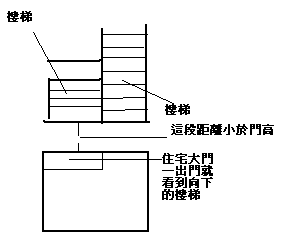 樓梯
樓梯
這段距離小於門高
住宅大門
一出門就
看到向下
的樓梯